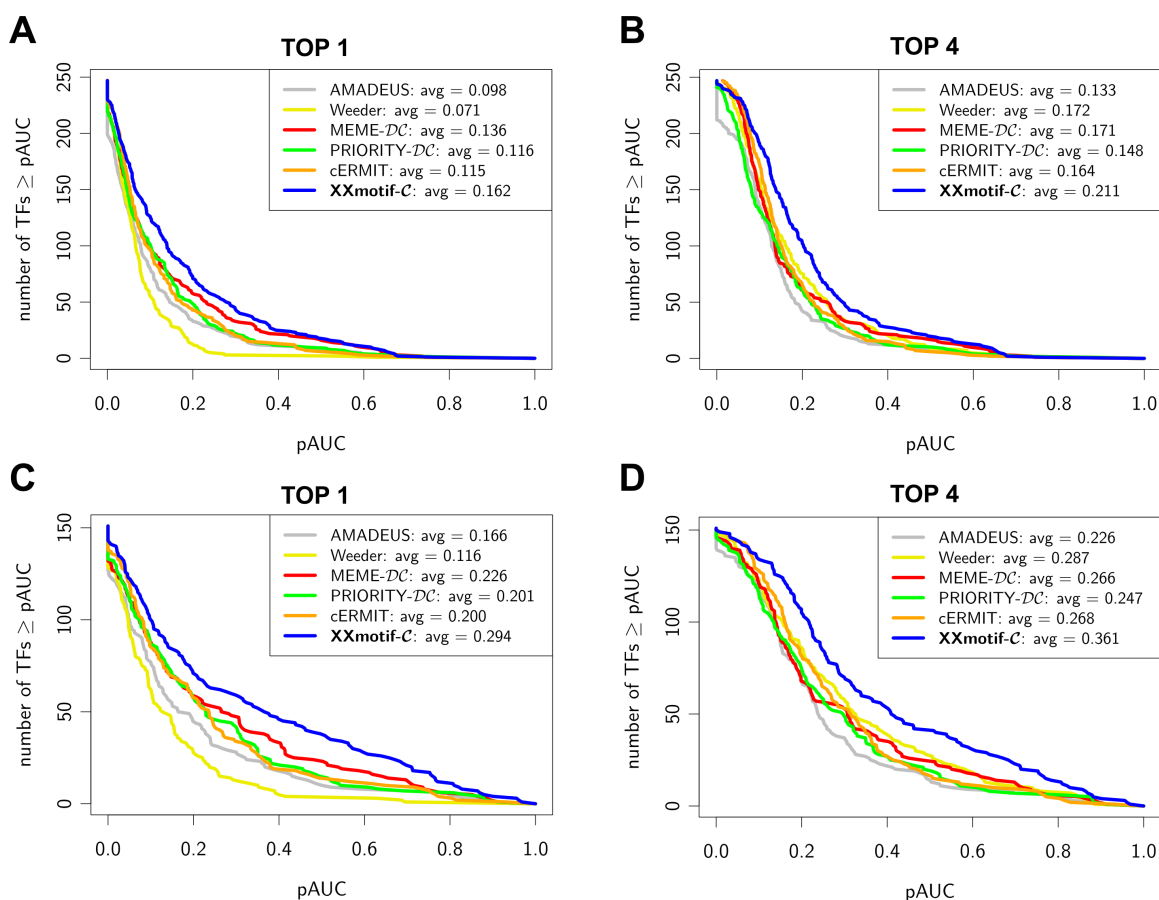 A
TOP 1
AMADEUS: avg = 0.098
Weeder: avg = 0.071
MEME-𝒟𝒞: avg = 0.136
PRIORITY-𝒟𝒞: avg = 0.116
cERMIT: avg = 0.115
XXmotif-𝒞: avg = 0.162
number of TFs ≥ pAUC
250
200
150
100
50
0
0.0 0.2 0.4 0.6 0.8 1.0
pAUC
B
TOP 4
AMADEUS: avg = 0.133
Weeder: avg = 0.172
MEME-𝒟𝒞: avg = 0.171
PRIORITY-𝒟𝒞: avg = 0.148
cERMIT: avg = 0.164
XXmotif-𝒞: avg = 0.211
number of TFs ≥ pAUC
250
200
150
100
50
0
0.0 0.2 0.4 0.6 0.8 1.0
pAUC
C
TOP 1
AMADEUS: avg = 0.166
Weeder: avg = 0.116
MEME-𝒟𝒞: avg = 0.226
PRIORITY-𝒟𝒞: avg = 0.201
cERMIT: avg = 0.200
XXmotif-𝒞: avg = 0.294
number of TFs ≥ pAUC
150
100
50
0
0.0 0.2 0.4 0.6 0.8 1.0
pAUC
D
TOP 4
AMADEUS: avg = 0.226
Weeder: avg = 0.287
MEME-𝒟𝒞: avg = 0.266
PRIORITY-𝒟𝒞: avg = 0.247
cERMIT: avg = 0.268
XXmotif-𝒞: avg = 0.361
number of TFs ≥ pAUC
150
100
50
0
0.0 0.2 0.4 0.6 0.8 1.0
pAUC